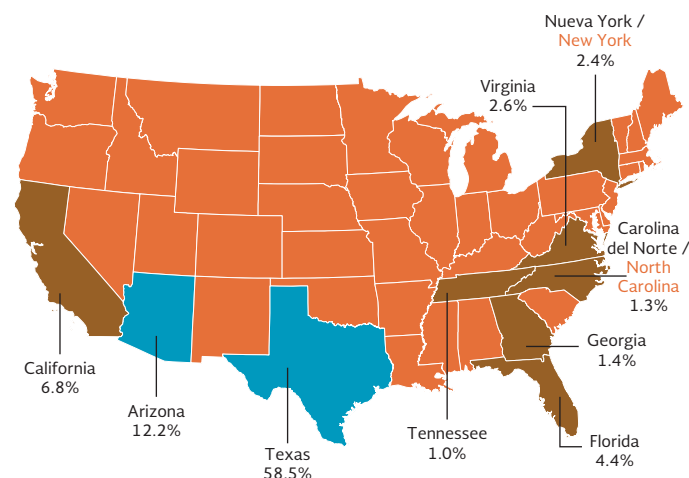 Nueva York /
New York
2.4%
Virginia
2.6%
Carolina
del Norte /
North
Carolina
1.3%
Georgia
1.4%
California
6.8%
Arizona
12.2%
Texas
58.5%
Tennessee
1.0%
Florida
4.4%